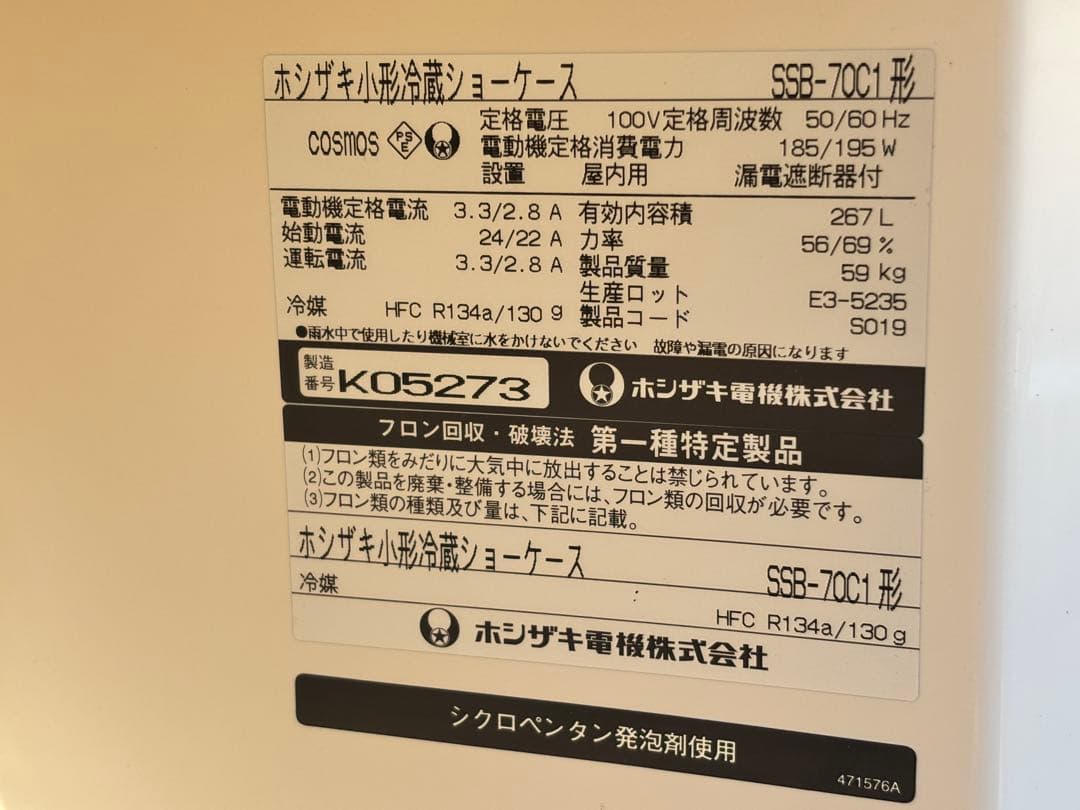 ホシザキ小形冷蔵ショーケース SSB-70C1形
cosmos PSE 定格電圧 100V 定格周波数 50/60 Hz
電動機定格消費電力 185/195 W
設置 屋内用 漏電遮断器付
電動機定格電流 3.3/2.8 A 有効内容積 267 L
始動電流 24/22 A 力率 56/69 %
運転電流 3.3/2.8 A 製品質量 59 kg
生産ロット E3-5235
冷媒 HFC R134a/130 g 製品コード S019
●雨水中で使用したり機械室に水をかけないでください 故障や漏電の原因になります
製造番号 K05273 ホシザキ電機株式会社
フロン回収・破壊法 第一種特定製品
(1)フロン類をみだりに大気中に放出することは禁じられています。
(2)この製品を廃棄・整備する場合には、フロン類の回収が必要です。
(3)フロン類の種類及び量は、下記に記載。
ホシザキ小形冷蔵ショーケース SSB-70C1形
冷媒 HFC R134a/130 g
ホシザキ電機株式会社
シクロペンタン発泡剤使用
471576A